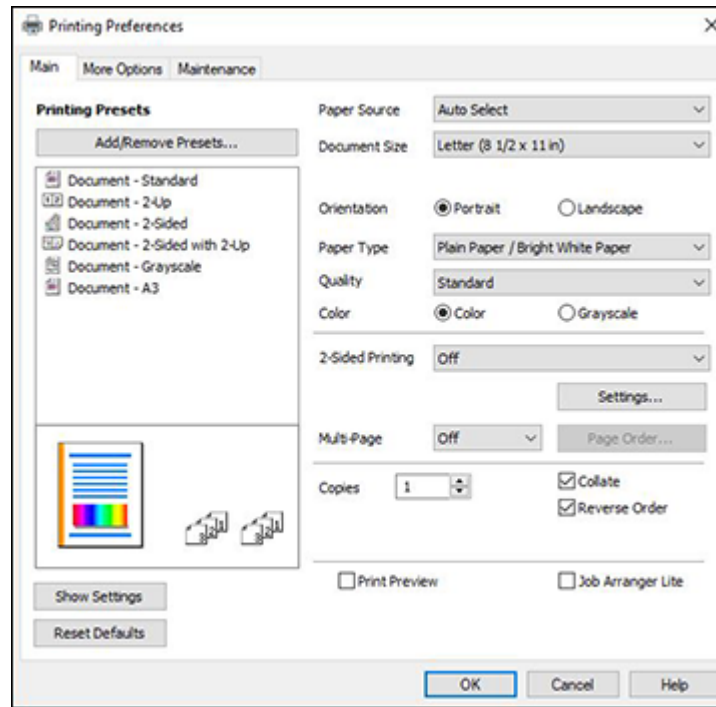 Printing Preferences
Main More Options Maintenance
Printing Presets
Add/Remove Presets...
Document - Standard
Document - 2-Up
Document - 2-Sided
Document - 2-Sided with 2-Up
Document - Grayscale
Document - A3
Show Settings
Reset Defaults
Paper Source Auto Select
Document Size Letter (8 1/2 x 11 in)
Orientation Portrait Landscape
Paper Type Plain Paper / Bright White Paper
Quality Standard
Color Color Grayscale
2-Sided Printing Off
Settings...
Multi-Page Off Page Order...
Copies 1 Collate
Reverse Order
Print Preview Job Arranger Lite
OK Cancel Help